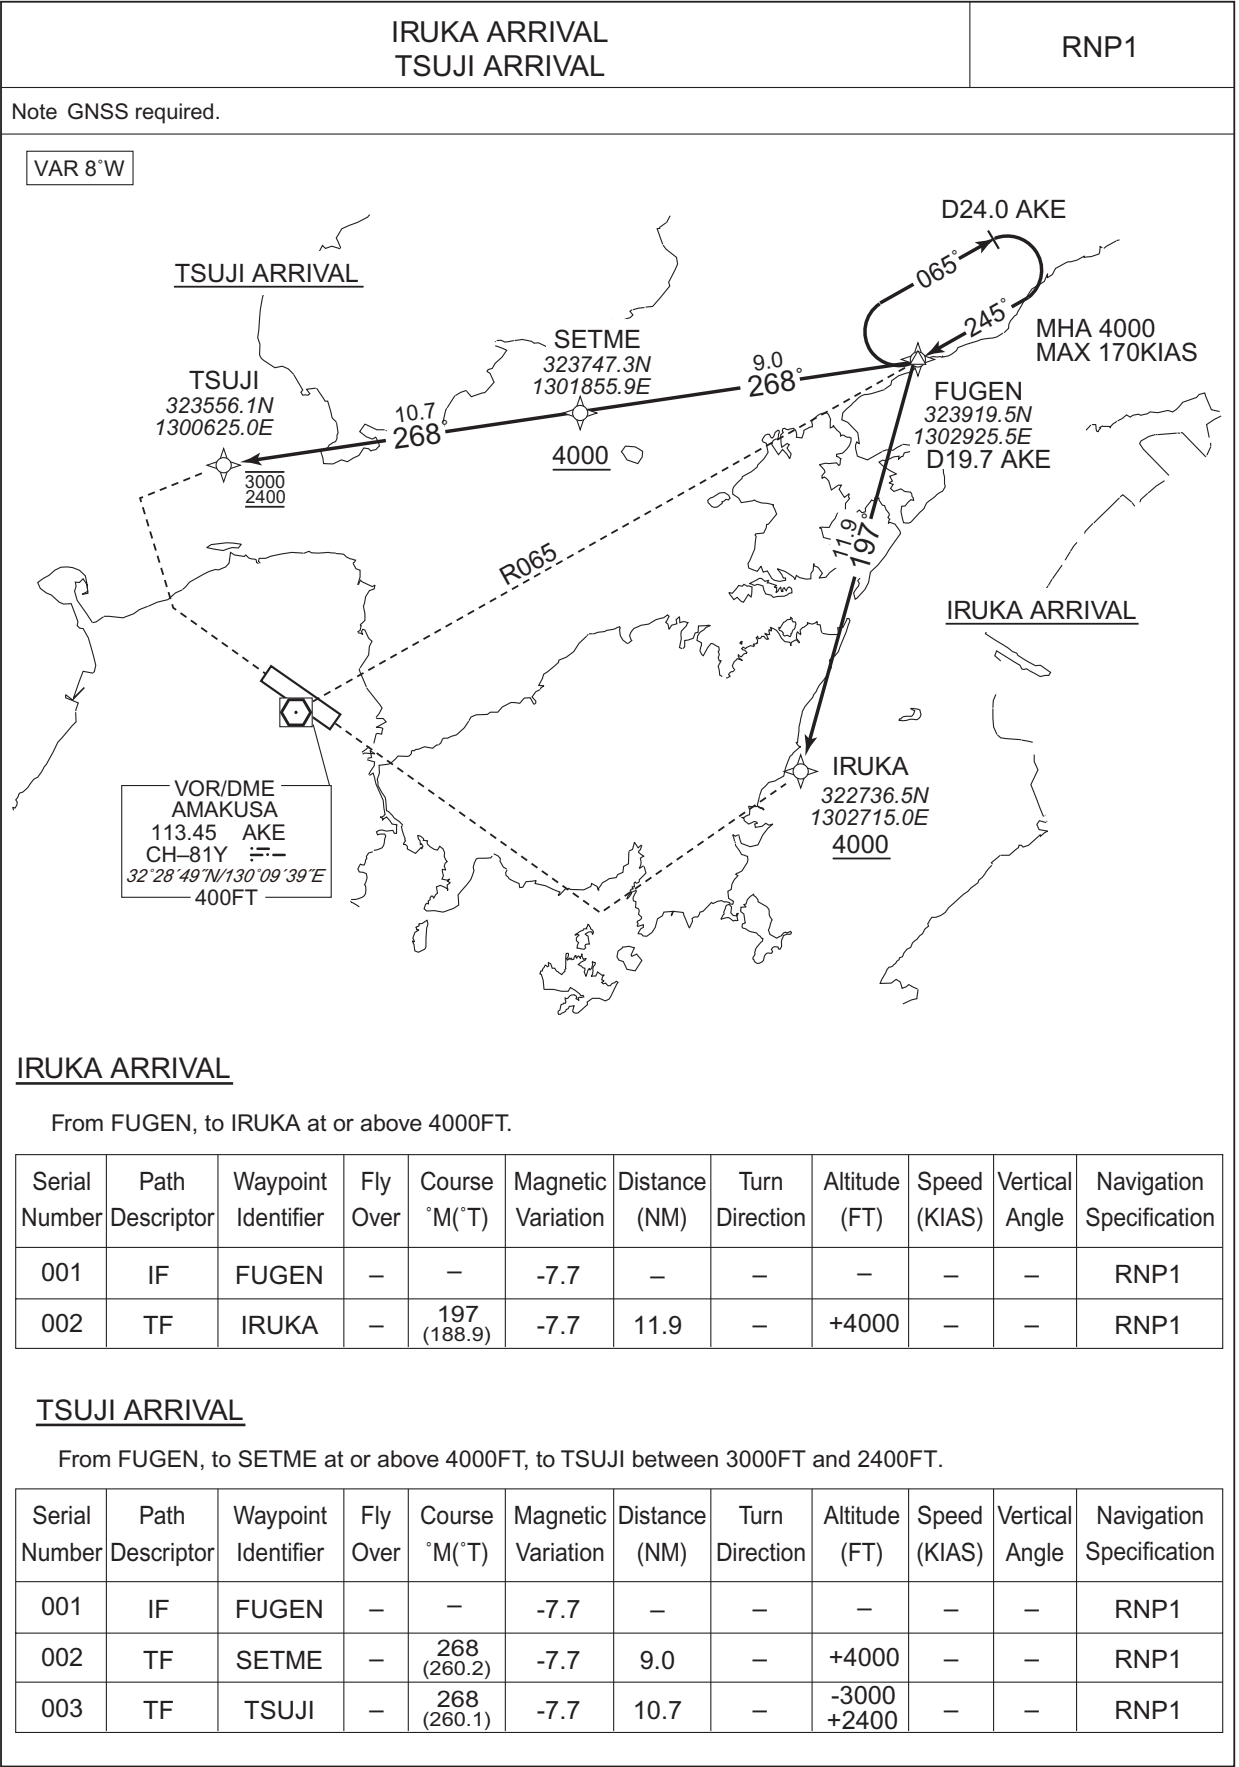 IRUKA ARRIVAL
TSUJI ARRIVAL
RNP1
Note GNSS required.
VAR 8°W
D24.0 AKE
065°
245°
MHA 4000
MAX 170KIAS
TSUJI ARRIVAL
SETME
323747.3N
1301855.9E
4000
9.0
268°
TSUJI
323556.1N
1300625.0E
3000
2400
10.7
268°
FUGEN
323919.5N
1302925.5E
D19.7 AKE
R065
11.9
197°
IRUKA ARRIVAL
IRUKA
322736.5N
1302715.0E
4000
VOR/DME
AMAKUSA
113.45 AKE
CH–81Y
32°28´49˝N/130°09´39˝E
400FT
IRUKA ARRIVAL
From FUGEN, to IRUKA at or above 4000FT.
Serial Path Waypoint Fly Course Magnetic Distance Turn Altitude Speed Vertical Navigation
Number Descriptor Identifier Over °M(°T) Variation (NM) Direction (FT) (KIAS) Angle Specification
001 IF FUGEN – – -7.7 – – – – – RNP1
002 TF IRUKA – 197 (188.9) -7.7 11.9 – +4000 – – RNP1
TSUJI ARRIVAL
From FUGEN, to SETME at or above 4000FT, to TSUJI between 3000FT and 2400FT.
Serial Path Waypoint Fly Course Magnetic Distance Turn Altitude Speed Vertical Navigation
Number Descriptor Identifier Over °M(°T) Variation (NM) Direction (FT) (KIAS) Angle Specification
001 IF FUGEN – – -7.7 – – – – – RNP1
002 TF SETME – 268 (260.2) -7.7 9.0 – +4000 – – RNP1
003 TF TSUJI – 268 (260.1) -7.7 10.7 – -3000 +2400 – – RNP1